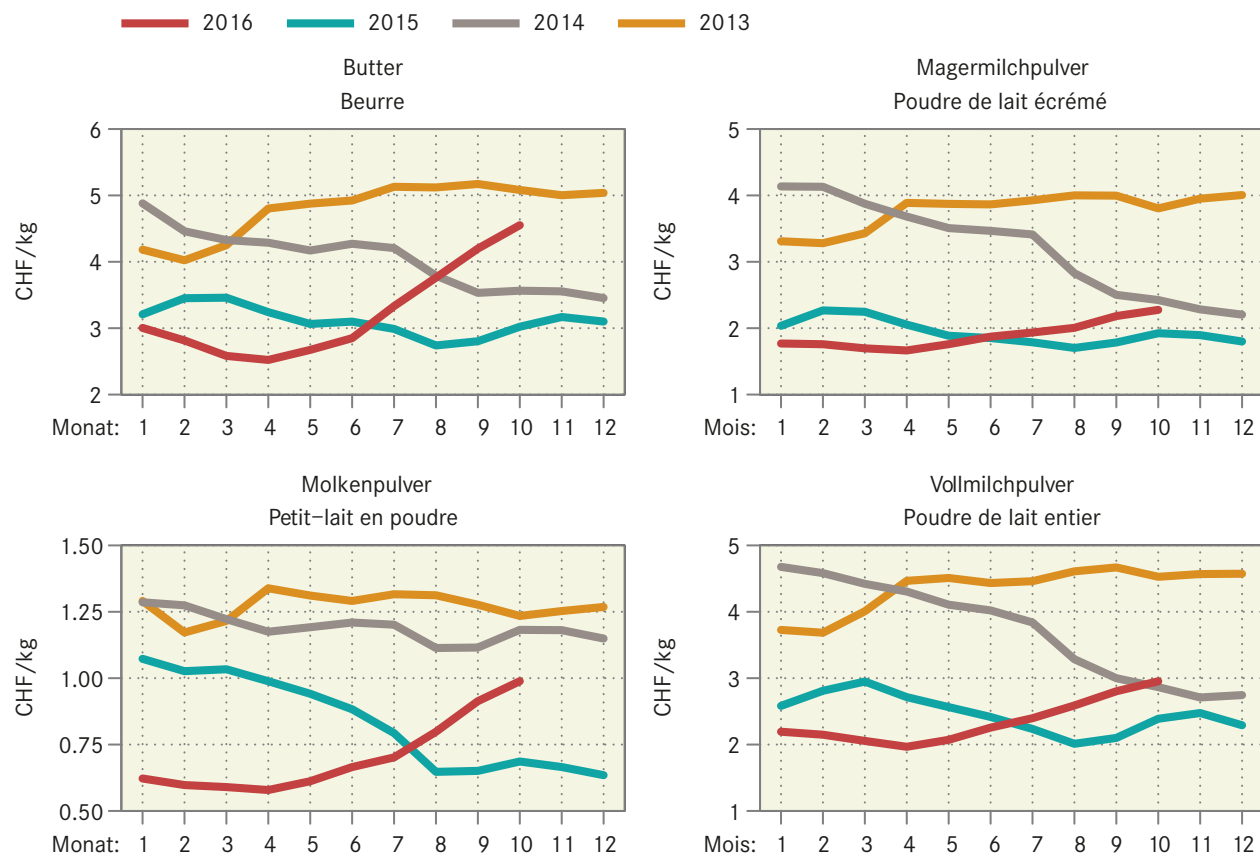 2016 2015 2014 2013
Butter
Beurre
CHF/kg
6
5
4
3
2
Monat: 1 2 3 4 5 6 7 8 9 10 11 12
Magermilchpulver
Poudre de lait écrémé
CHF/kg
5
4
3
2
1
Mois: 1 2 3 4 5 6 7 8 9 10 11 12
Molkenpulver
Petit-lait en poudre
CHF/kg
1.50
1.25
1.00
0.75
0.50
Monat: 1 2 3 4 5 6 7 8 9 10 11 12
Vollmilchpulver
Poudre de lait entier
CHF/kg
5
4
3
2
1
Mois: 1 2 3 4 5 6 7 8 9 10 11 12